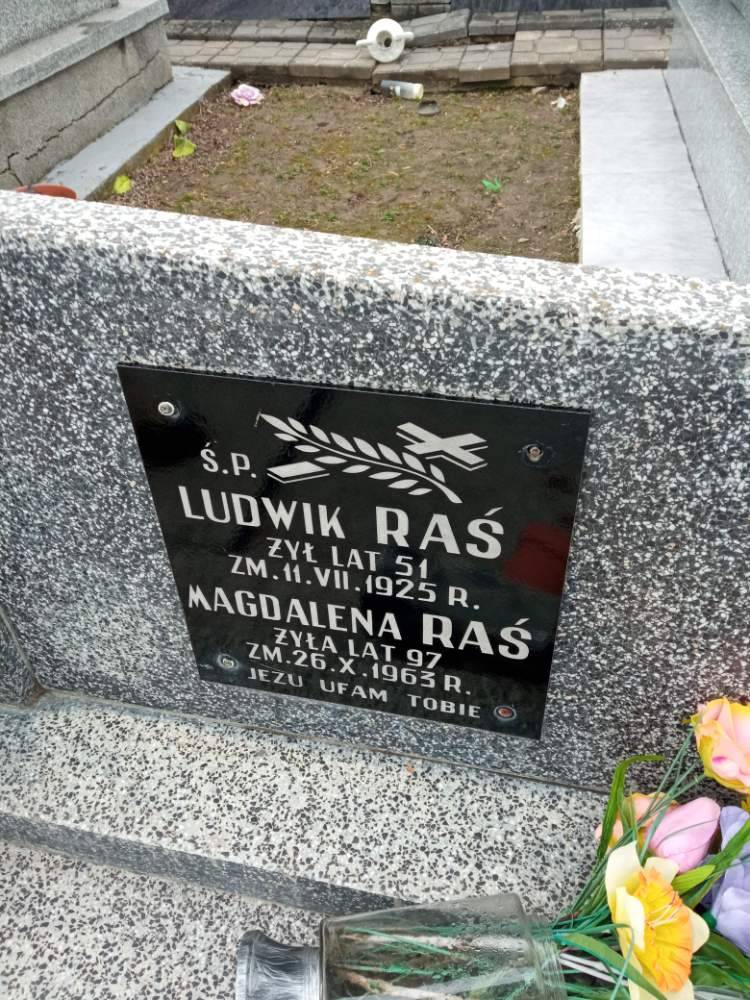 Ś.P.
LUDWIK RAŚ
ŻYŁ LAT 51
ZM.11.VII.1925 R.
MAGDALENA RAŚ
ŻYŁA LAT 97
ZM.26.X.1963 R.
JEZU UFAM TOBIE